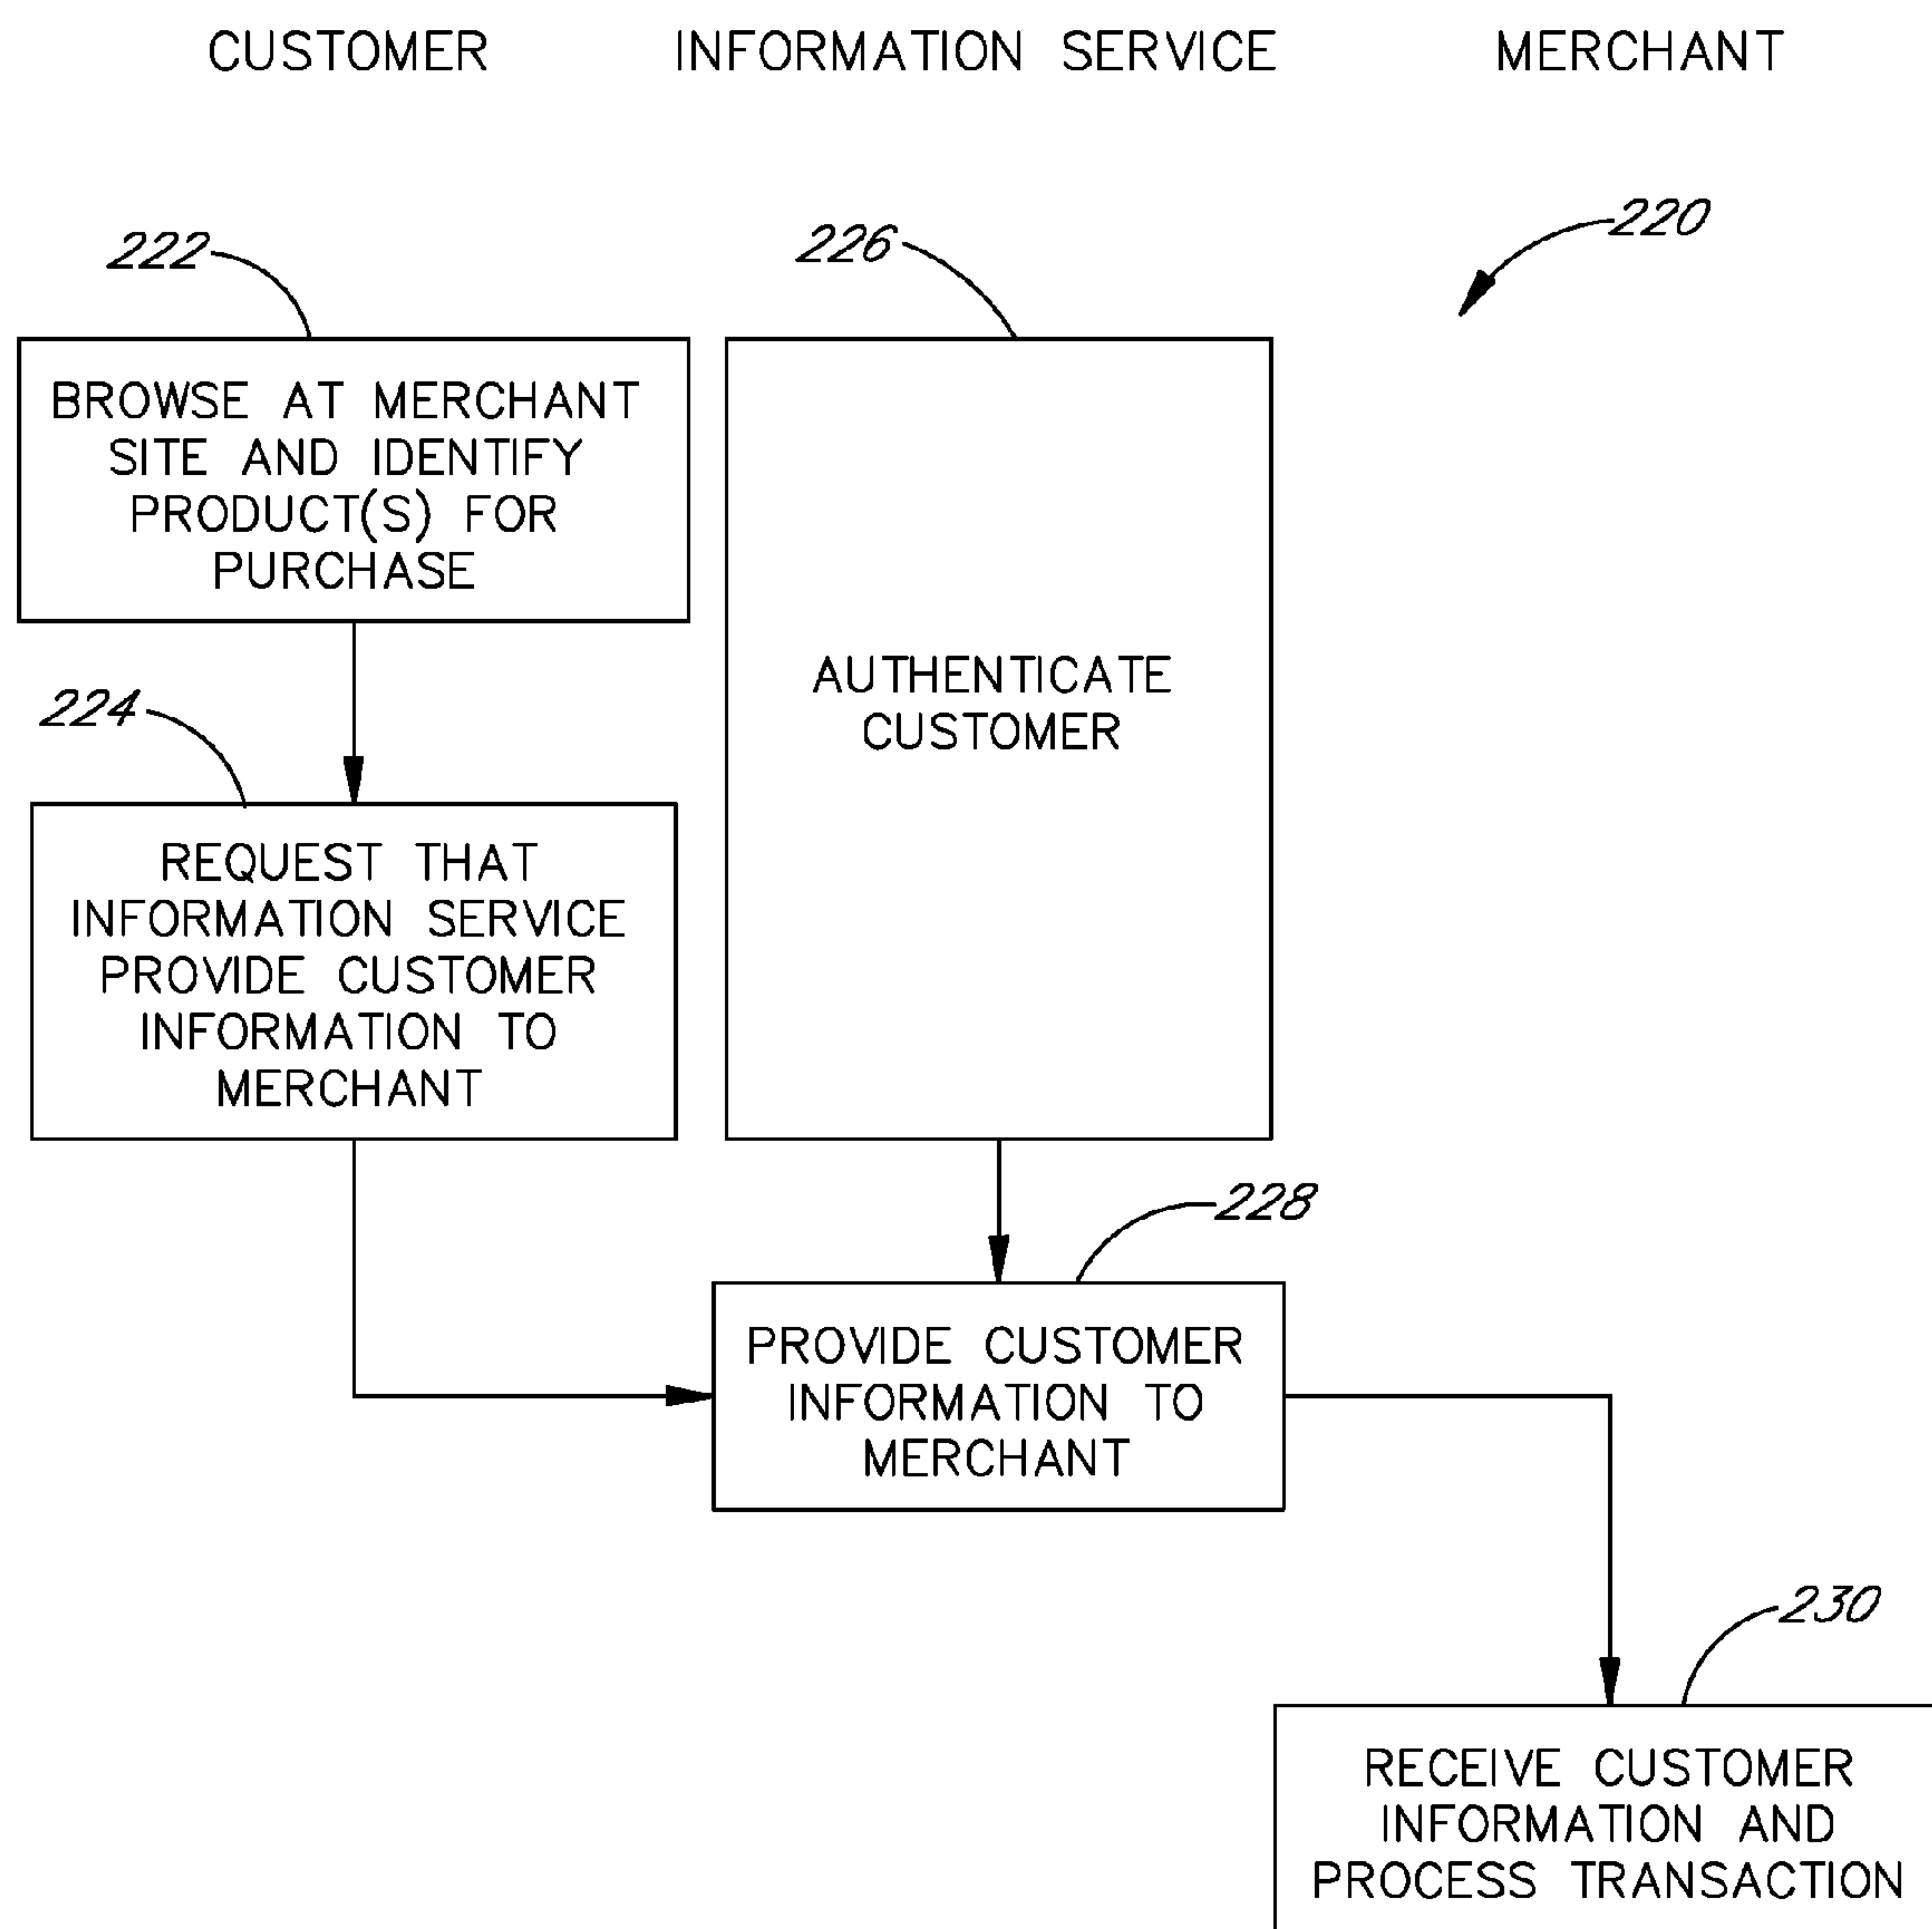 CUSTOMER
INFORMATION SERVICE
MERCHANT
220
222
BROWSE AT MERCHANT
SITE AND IDENTIFY
PRODUCT(S) FOR
PURCHASE
224
REQUEST THAT
INFORMATION SERVICE
PROVIDE CUSTOMER
INFORMATION TO
MERCHANT
226
AUTHENTICATE
CUSTOMER
228
PROVIDE CUSTOMER
INFORMATION TO
MERCHANT
230
RECEIVE CUSTOMER
INFORMATION AND
PROCESS TRANSACTION